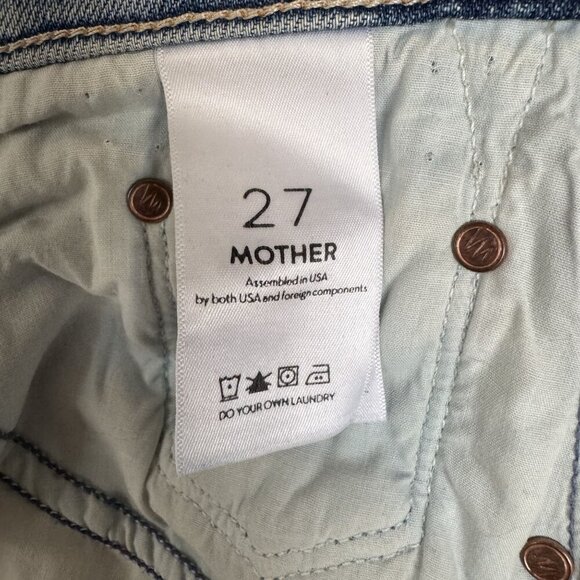 27
MOTHER
Assembled in USA
by both USA and foreign components
DO YOUR OWN LAUNDRY